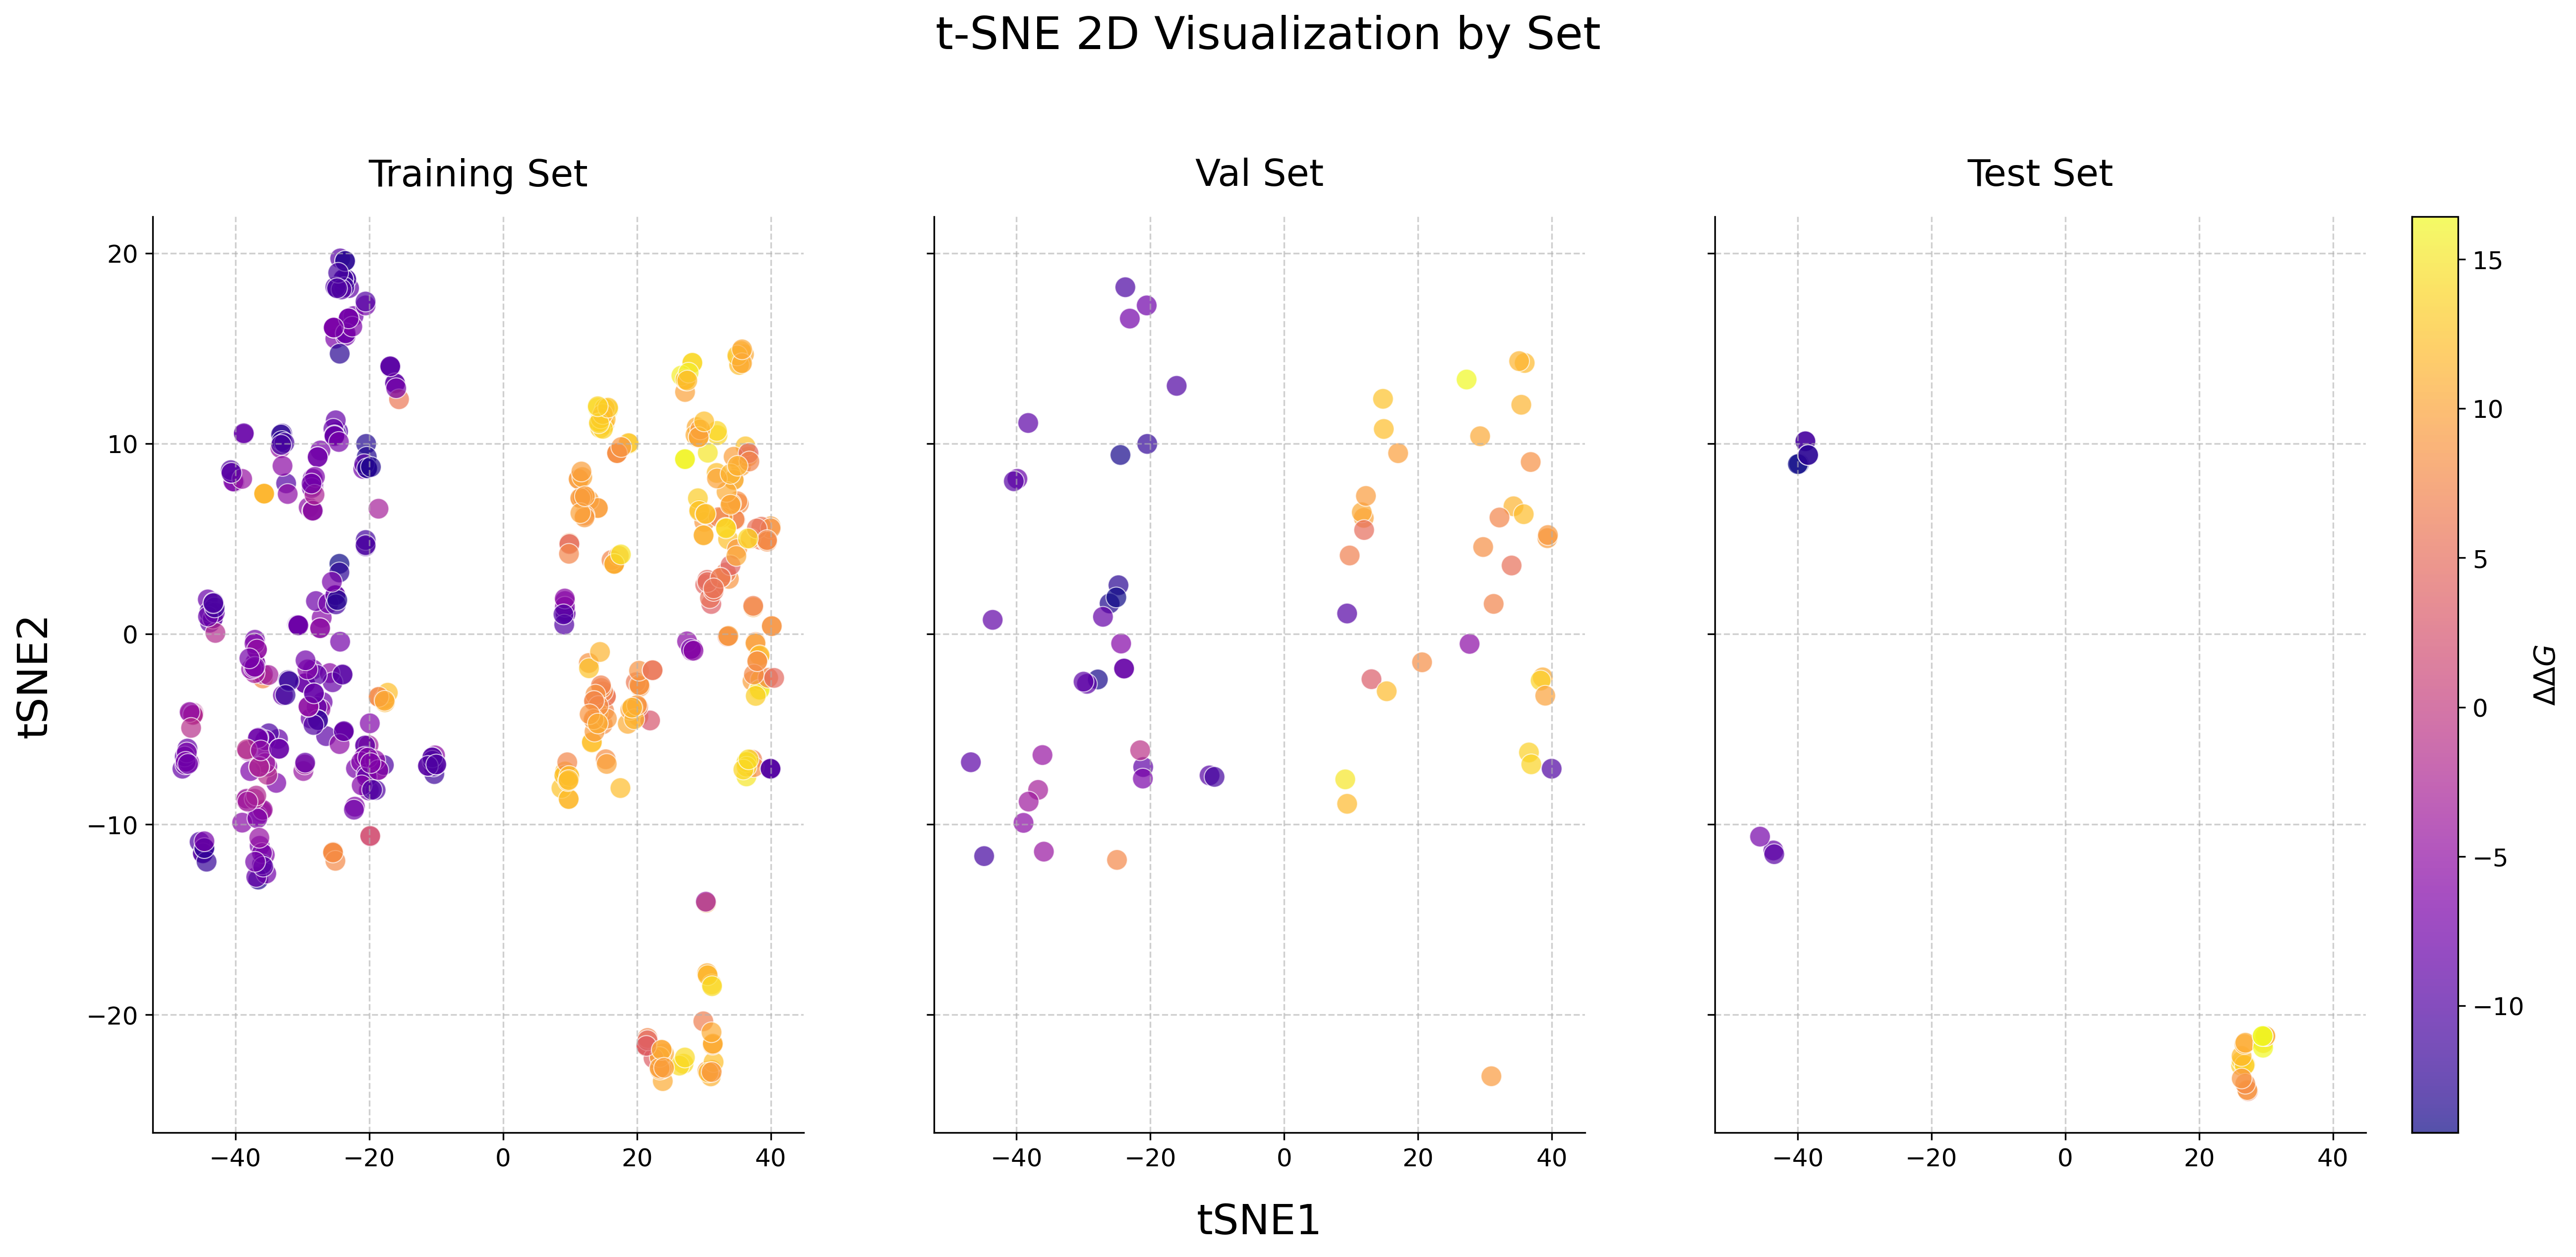 t-SNE 2D Visualization by Set
Training Set
Val Set
Test Set
tSNE2
20
10
0
−10
−20
−40 −20 0 20 40
−40 −20 0 20 40
−40 −20 0 20 40
tSNE1
15
10
5
0
−5
−10
ΔΔG